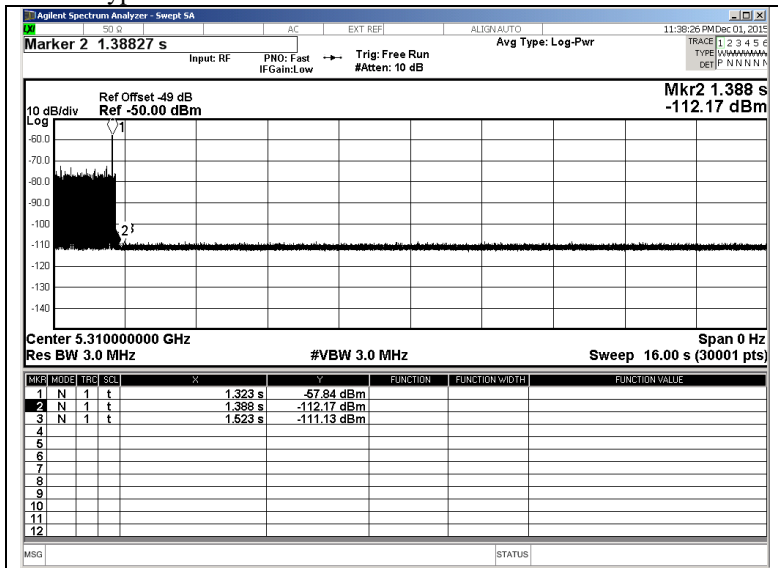 Agilent Spectrum Analyzer - Swept SA
LXI 50 Ω AC EXT REF ALIGNAUTO 11:38:26 PM Dec 01, 2015
Marker 2 1.38827 s
Input: RF PNO: Fast Trig: Free Run Avg Type: Log-Pwr TRACE 1 2 3 4 5 6
IFGain:Low #Atten: 10 dB TYPE WWWWWW
DET P N N N N N
Ref Offset -49 dB Mkr2 1.388 s
10 dB/div Ref -50.00 dBm -112.17 dBm
Log
1
-60.0
-70.0
-80.0
-90.0
-100
2 3
-110
-120
-130
-140
Center 5.310000000 GHz Span 0 Hz
Res BW 3.0 MHz #VBW 3.0 MHz Sweep 16.00 s (30001 pts)
MKR MODE TRC SCL X Y FUNCTION FUNCTION WIDTH FUNCTION VALUE
1 N 1 t 1.323 s -57.84 dBm
2 N 1 t 1.388 s -112.17 dBm
3 N 1 t 1.523 s -111.13 dBm
4
5
6
7
8
9
10
11
12
MSG STATUS